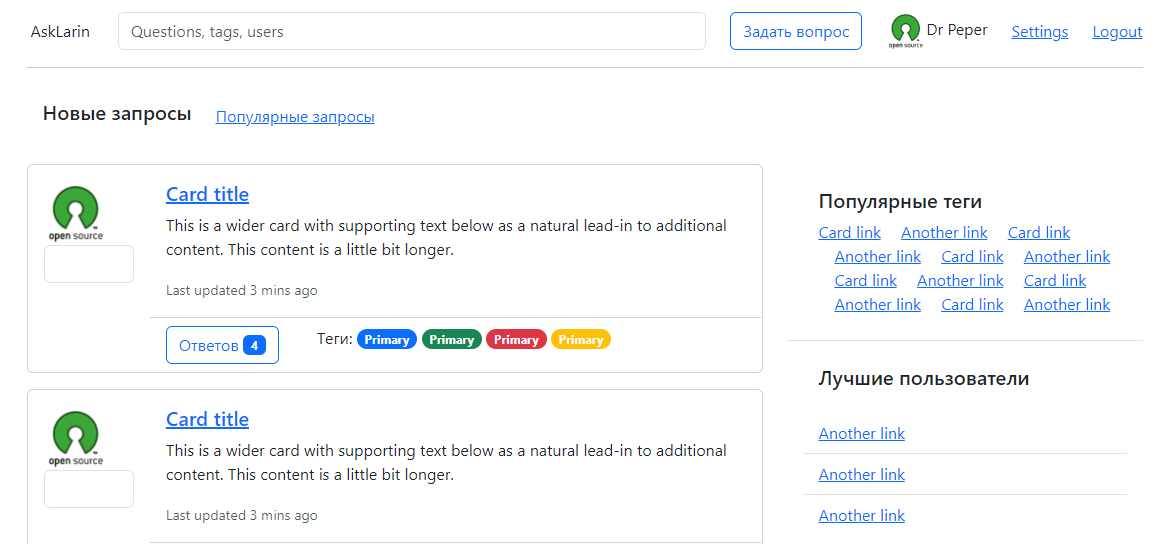 AskLarin
Questions, tags, users
Задать вопрос
open source
Dr Peper
Settings
Logout
Новые запросы
Популярные запросы
open source
Card title
This is a wider card with supporting text below as a natural lead-in to additional
content. This content is a little bit longer.
Last updated 3 mins ago
Ответов 4
Теги: Primary Primary Primary Primary
open source
Card title
This is a wider card with supporting text below as a natural lead-in to additional
content. This content is a little bit longer.
Last updated 3 mins ago
Популярные теги
Card link Another link Card link
Another link Card link Another link
Card link Another link Card link
Another link Card link Another link
Лучшие пользователи
Another link
Another link
Another link